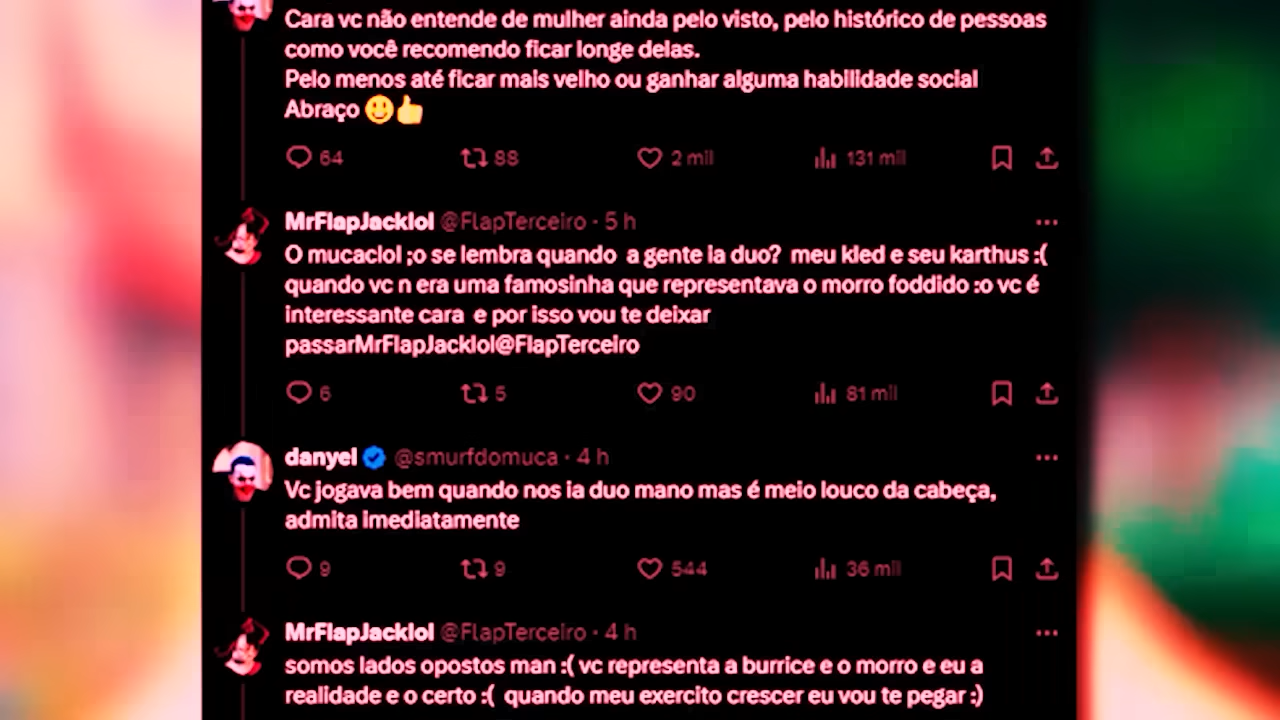 Cara vc não entende de mulher ainda pelo visto, pelo histórico de pessoas
como você recomendo ficar longe delas.
Pelo menos até ficar mais velho ou ganhar alguma habilidade social
Abraço 🙂👍
64 88 2 mil 131 mil
MrFlapJacklol @FlapTerceiro · 5 h
O mucaclol ;o se lembra quando a gente ia duo? meu kled e seu karthus :(
quando vc n era uma famosinha que representava o morro foddido :o vc é
interessante cara e por isso vou te deixar
passarMrFlapJacklol@FlapTerceiro
6 5 90 81 mil
danyel @smurfdomuca · 4 h
Vc jogava bem quando nos ia duo mano mas é meio louco da cabeça,
admita imediatamente
9 9 544 36 mil
MrFlapJacklol @FlapTerceiro · 4 h
somos lados opostos man :( vc representa a burrice e o morro e eu a
realidade e o certo :( quando meu exercito crescer eu vou te pegar :)